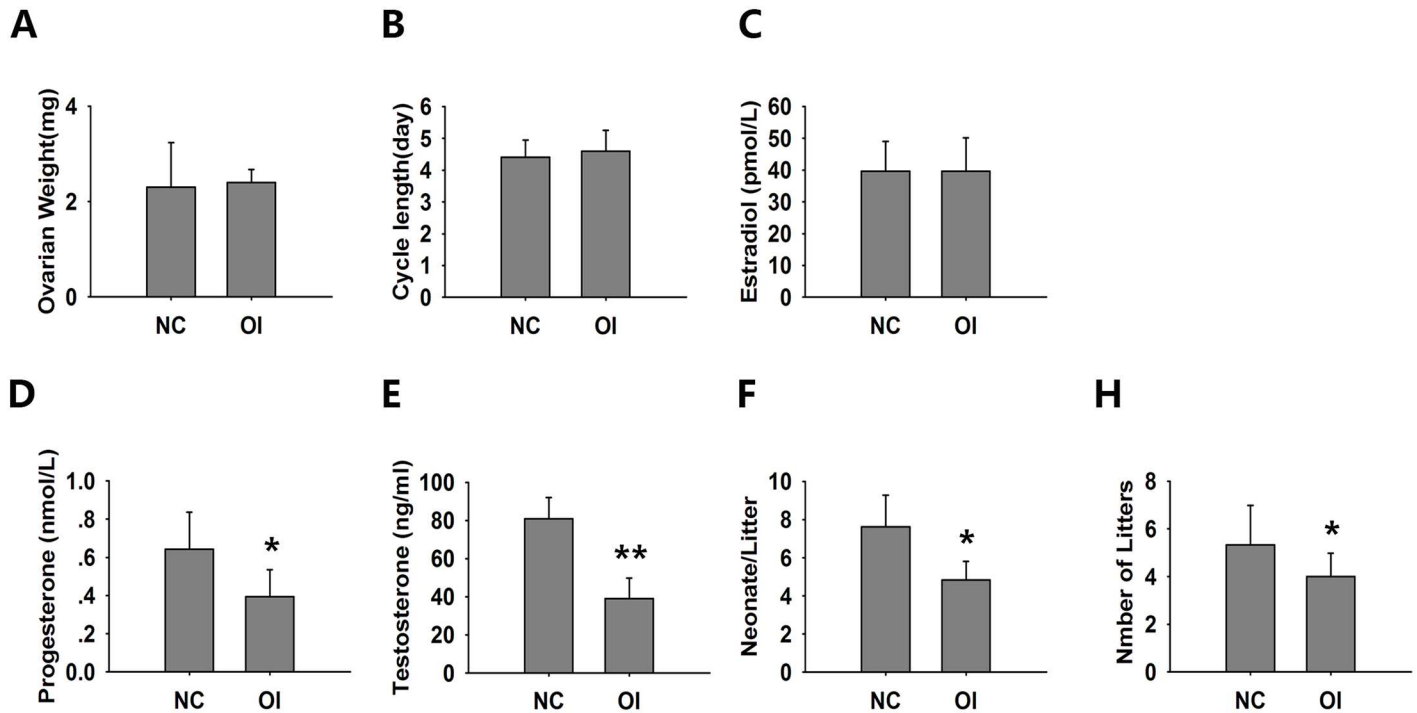 A
B
C
Ovarian Weight(mg)
4
2
0
NC
OI
Cycle length(day)
6
5
4
3
2
1
0
NC
OI
Estradiol (pmol/L)
60
50
40
30
20
10
0
NC
OI
D
E
F
H
Progesterone (nmol/L)
1.0
.8
.6
.4
.2
0.0
*
NC
OI
Testosterone (ng/ml)
100
80
60
40
20
0
**
NC
OI
Neonate/Litter
10
8
6
4
2
0
*
NC
OI
Nmber of Litters
8
6
4
2
0
*
NC
OI